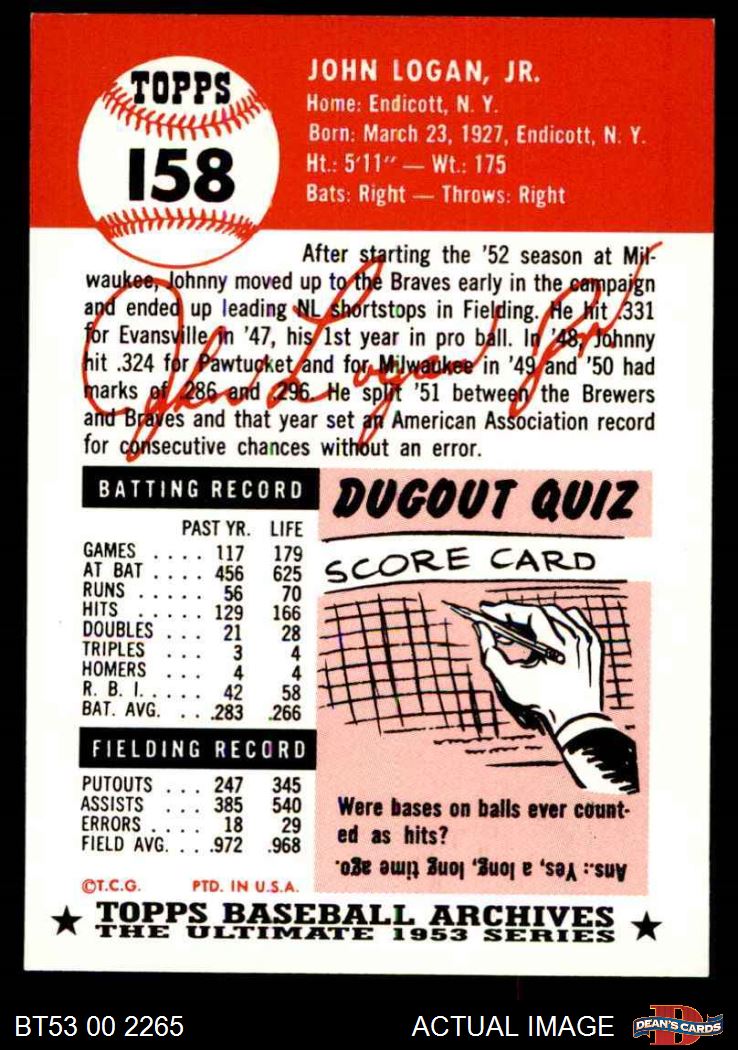 TOPPS
158
JOHN LOGAN, JR.
Home: Endicott, N. Y.
Born: March 23, 1927, Endicott, N. Y.
Ht.: 5'11" — Wt.: 175
Bats: Right — Throws: Right
After starting the '52 season at Mil-
waukee, Johnny moved up to the Braves early in the campaign
and ended up leading NL shortstops in Fielding. He hit .331
for Evansville in '47, his 1st year in pro ball. In '48, Johnny
hit .324 for Pawtucket and for Milwaukee in '49 and '50 had
marks of .286 and .296. He split '51 between the Brewers
and Braves and that year set an American Association record
for consecutive chances without an error.
John Logan Jr.
BATTING RECORD
PAST YR. LIFE
GAMES .... 117 179
AT BAT .... 456 625
RUNS .... 56 70
HITS .... 129 166
DOUBLES ... 21 28
TRIPLES ... 3 4
HOMERS ... 4 4
R. B. I. .... 42 58
BAT. AVG. ... .283 .266
FIELDING RECORD
PUTOUTS ... 247 345
ASSISTS ... 385 540
ERRORS .... 18 29
FIELD AVG. ... .972 .968
©T.C.G. PTD. IN U.S.A.
DUGOUT QUIZ
SCORE CARD
Were bases on balls ever count-
ed as hits?
Ans.: Yes, a long, long time ago.
★ TOPPS BASEBALL ARCHIVES ★
THE ULTIMATE 1953 SERIES
BT53 00 2265
ACTUAL IMAGE
D
DEAN'S CARDS